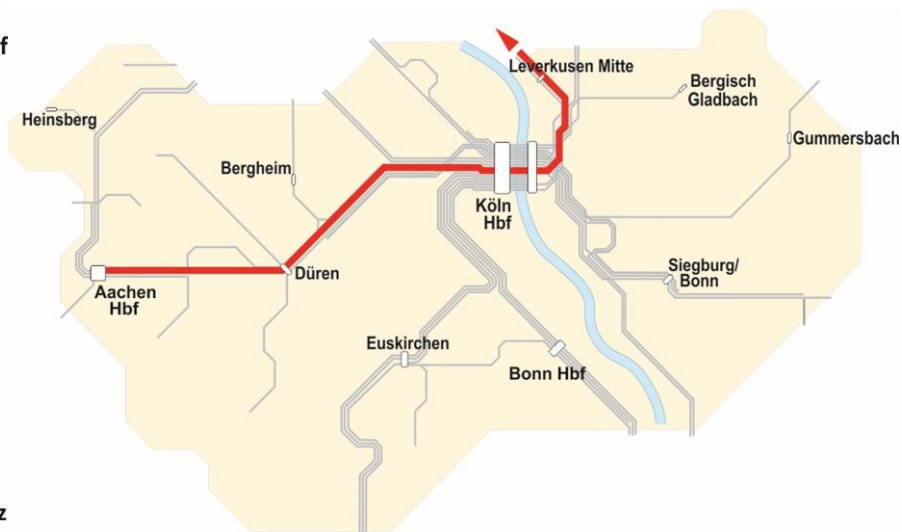 f
Leverkusen Mitte
Bergisch
Gladbach
Heinsberg
Gummersbach
Bergheim
Köln
Hbf
Düren
Siegburg/
Bonn
Aachen
Hbf
Euskirchen
Bonn Hbf
z